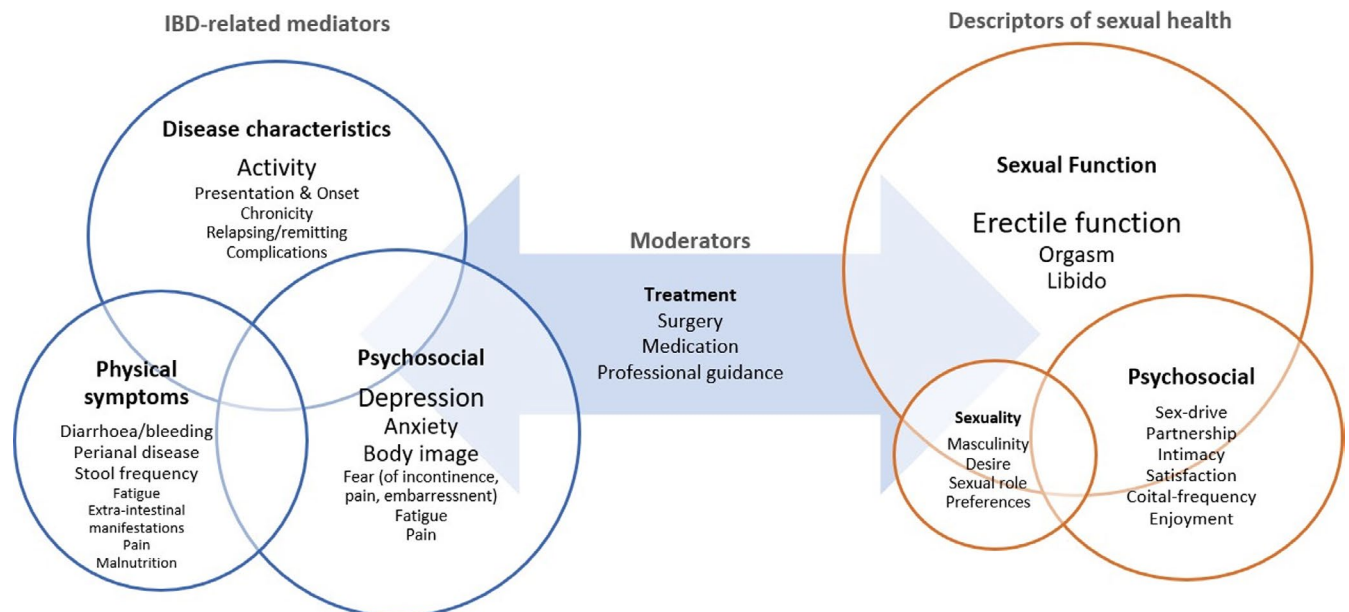 IBD-related mediators
Disease characteristics
Activity
Presentation & Onset
Chronicity
Relapsing/remitting
Complications
Physical
symptoms
Diarrhoea/bleeding
Perianal disease
Stool frequency
Fatigue
Extra-intestinal
manifestations
Pain
Malnutrition
Psychosocial
Depression
Anxiety
Body image
Fear (of incontinence,
pain, embarressnent)
Fatigue
Pain
Moderators
Treatment
Surgery
Medication
Professional guidance
Descriptors of sexual health
Sexual Function
Erectile function
Orgasm
Libido
Sexuality
Masculinity
Desire
Sexual role
Preferences
Psychosocial
Sex-drive
Partnership
Intimacy
Satisfaction
Coital-frequency
Enjoyment